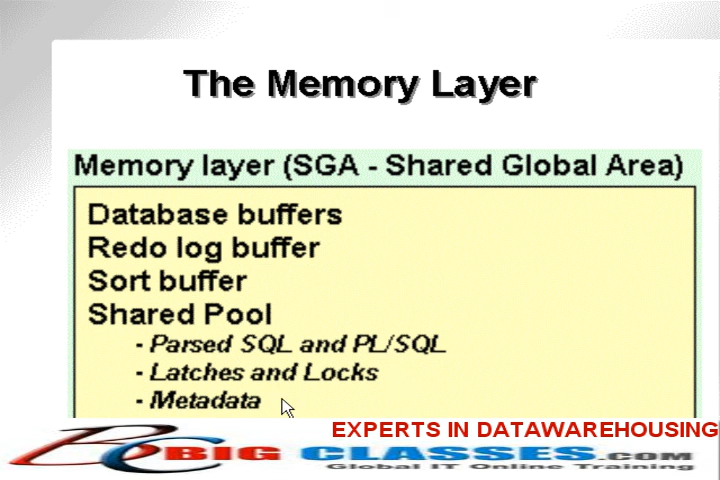 The Memory Layer
Memory layer (SGA - Shared Global Area)
Database buffers
Redo log buffer
Sort buffer
Shared Pool
- Parsed SQL and PL/SQL
- Latches and Locks
- Metadata
EXPERTS IN DATAWAREHOUSING
BIG CLASSES.COM
Global IT Online Training